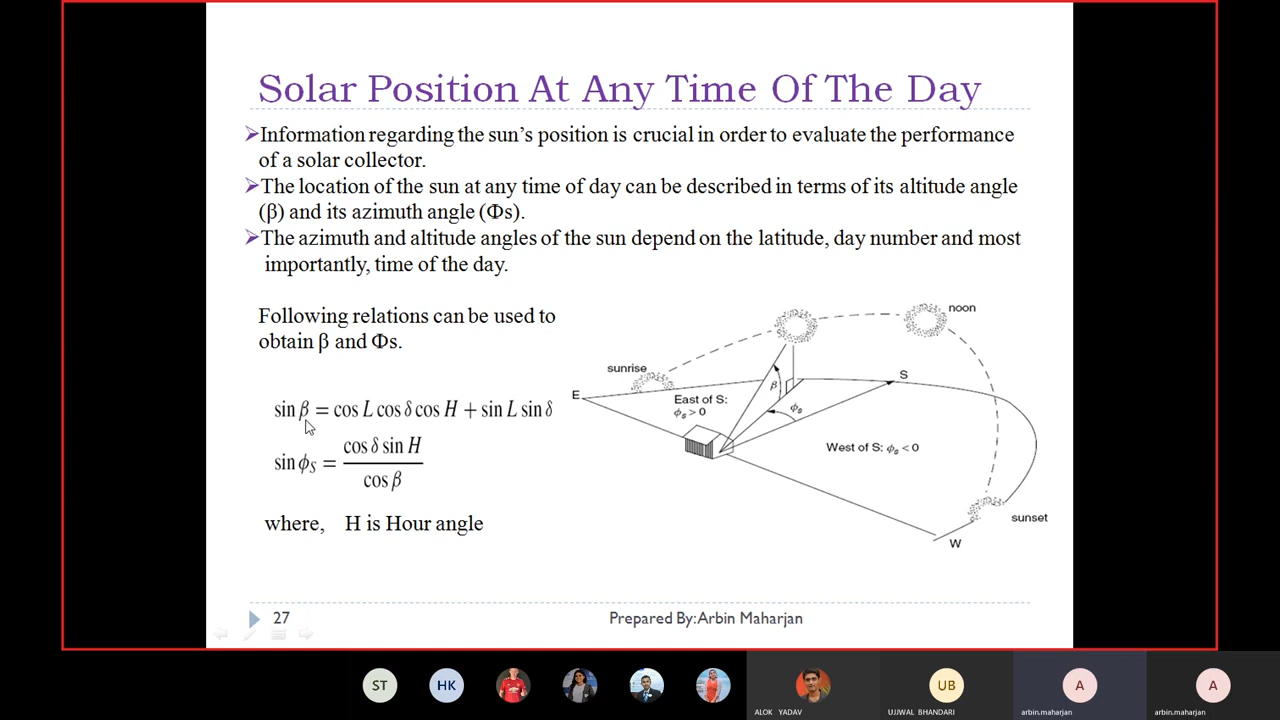 Solar Position At Any Time Of The Day
➢Information regarding the sun's position is crucial in order to evaluate the performance
of a solar collector.
➢The location of the sun at any time of day can be described in terms of its altitude angle
(β) and its azimuth angle (Φs).
➢The azimuth and altitude angles of the sun depend on the latitude, day number and most
importantly, time of the day.
Following relations can be used to
obtain β and Φs.
sin β = cos L cos δ cos H + sin L sin δ
sin ϕS = cos δ sin H / cos β
where, H is Hour angle
noon
sunrise
S
E
β
East of S:
ϕs > 0
ϕs
West of S: ϕs < 0
sunset
W
27
Prepared By:Arbin Maharjan
ST
HK
UB
A
A
ALOK YADAV
UJJWAL BHANDARI
arbin.maharjan
arbin.maharjan